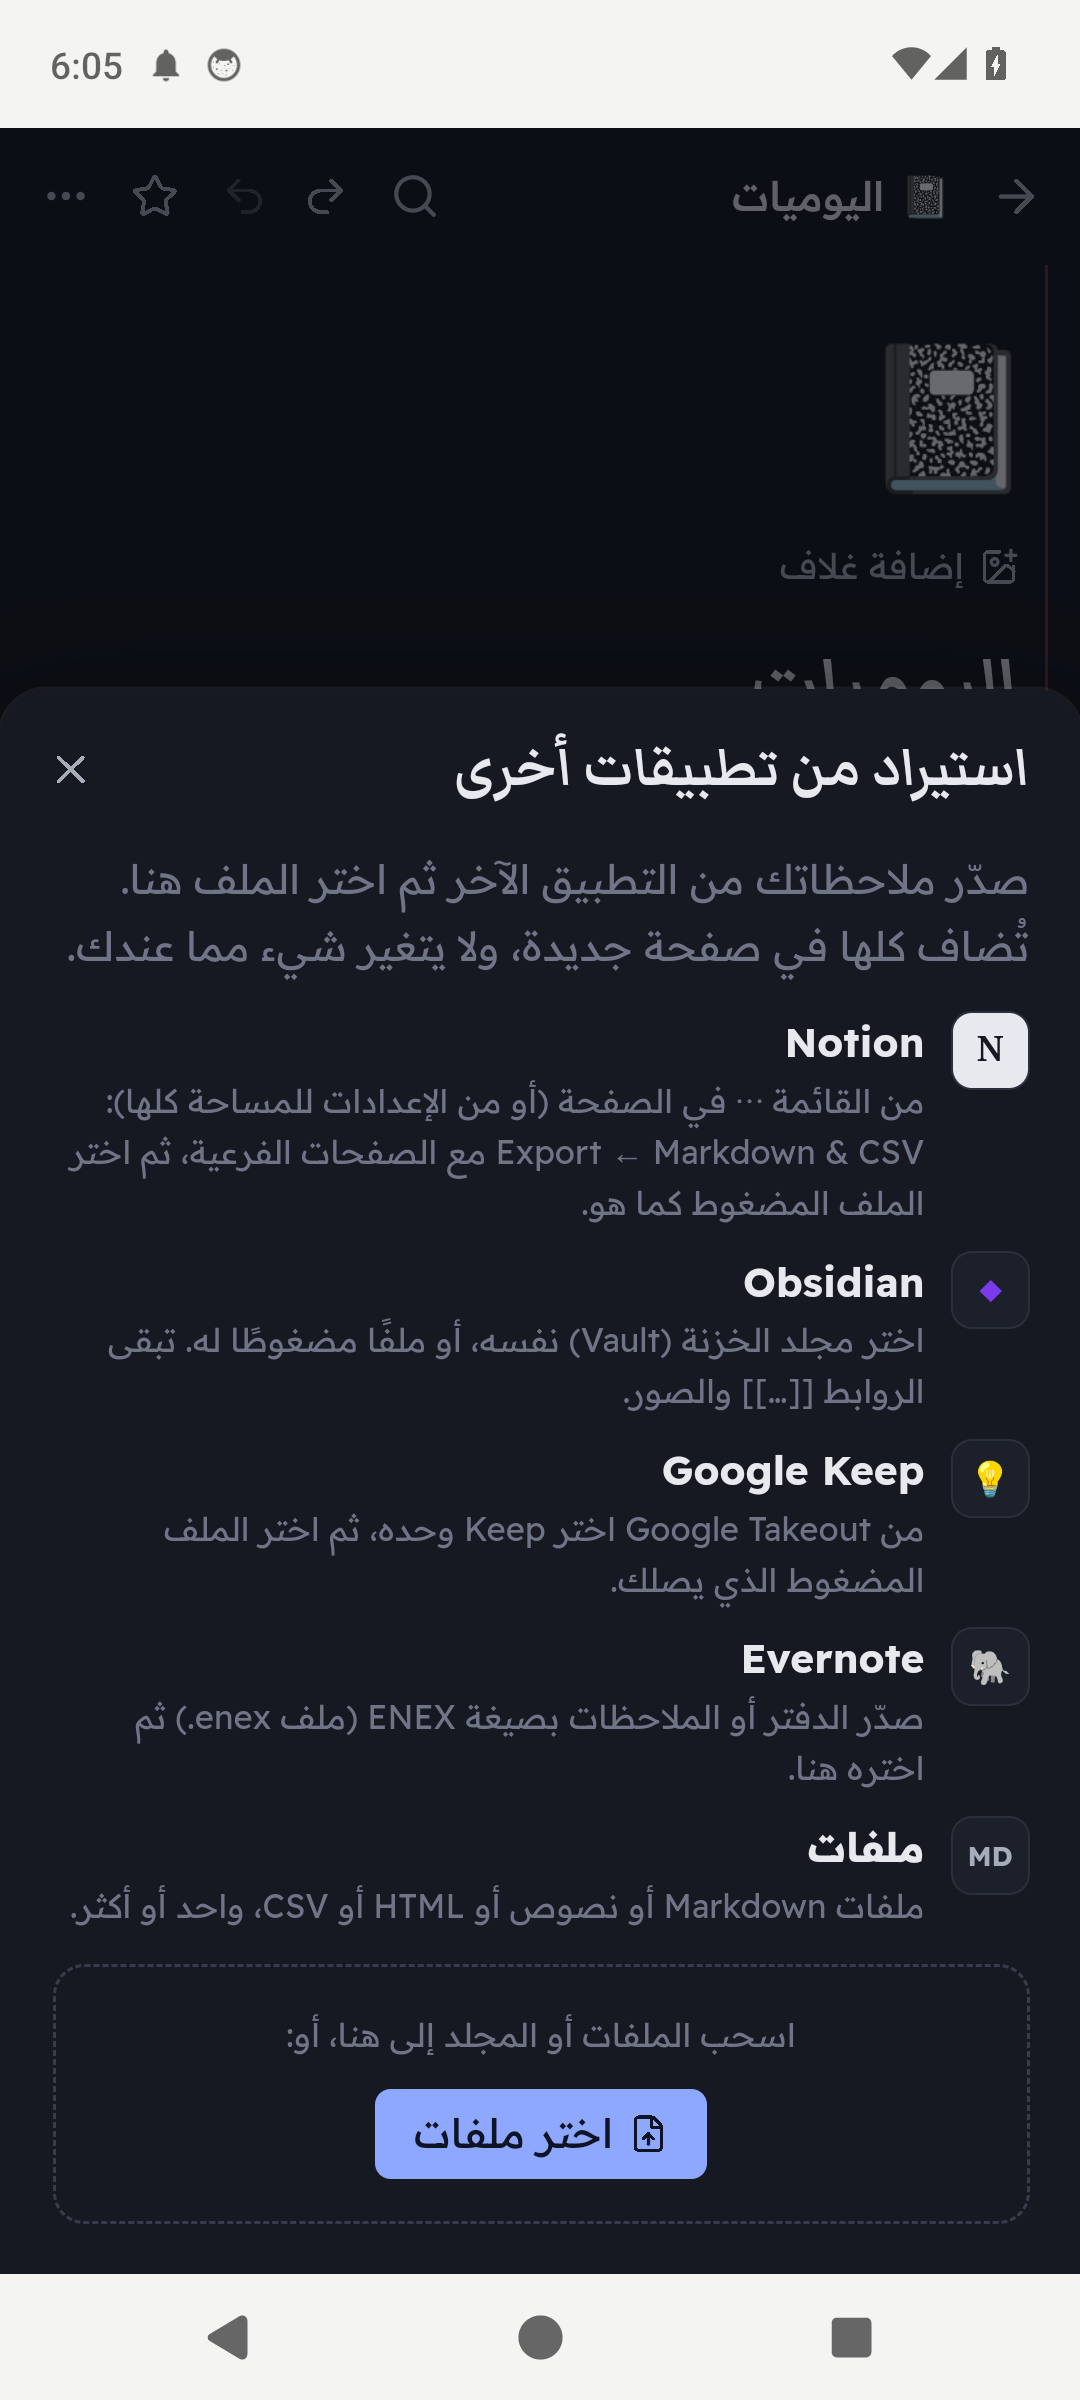 6:05
اليوميات
إضافة غلاف
اليوميات
استيراد من تطبيقات أخرى
صدّر ملاحظاتك من التطبيق الآخر ثم اختر الملف هنا.
تُضاف كلها في صفحة جديدة، ولا يتغير شيء مما عندك.
N
Notion
من القائمة ··· في الصفحة (أو من الإعدادات للمساحة كلها):
Export ← Markdown & CSV مع الصفحات الفرعية، ثم اختر
الملف المضغوط كما هو.
Obsidian
اختر مجلد الخزنة (Vault) نفسه، أو ملفًا مضغوطًا له. تبقى
الروابط [[...]] والصور.
Google Keep
من Google Takeout اختر Keep وحده، ثم اختر الملف
المضغوط الذي يصلك.
Evernote
صدّر الدفتر أو الملاحظات بصيغة ENEX (ملف enex.) ثم
اختره هنا.
MD
ملفات
ملفات Markdown أو نصوص أو HTML أو CSV، واحد أو أكثر.
اسحب الملفات أو المجلد إلى هنا، أو:
اختر ملفات